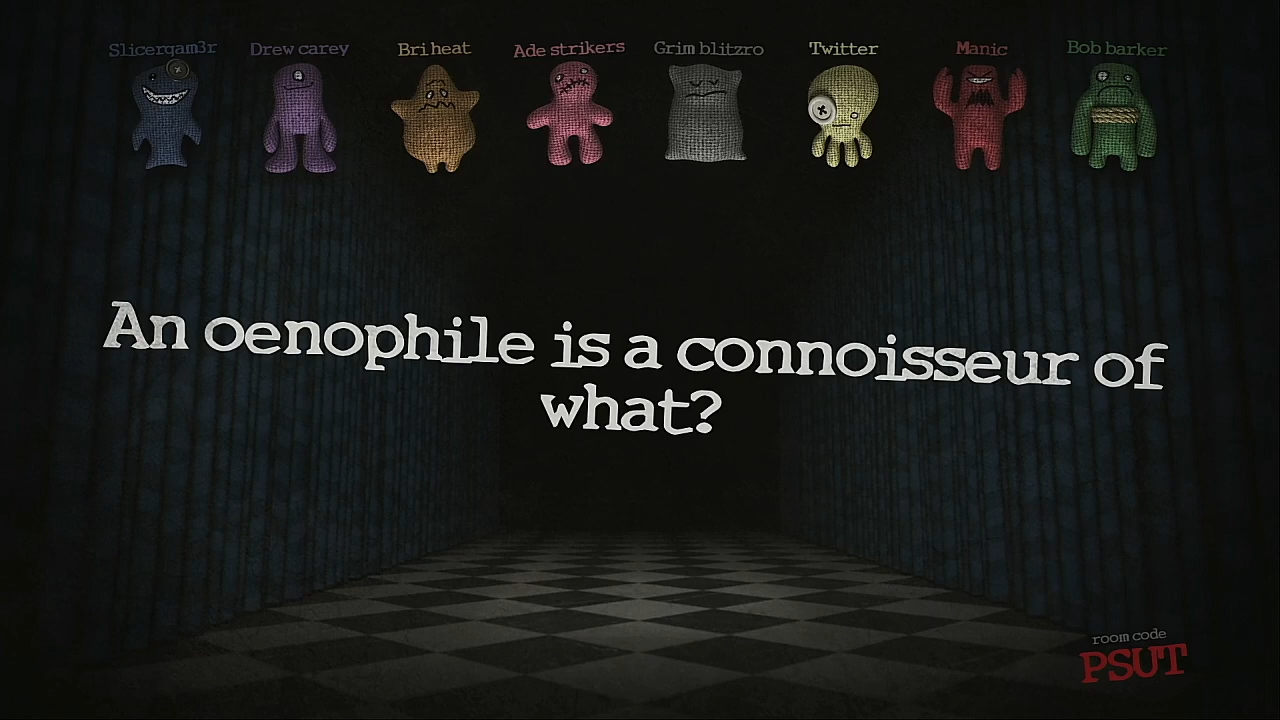 Slicergam3r Drew carey Bri heat Ade strikers Grim blitzro Twitter Manic Bob barker
An oenophile is a connoisseur of
what?
room code
PSUT